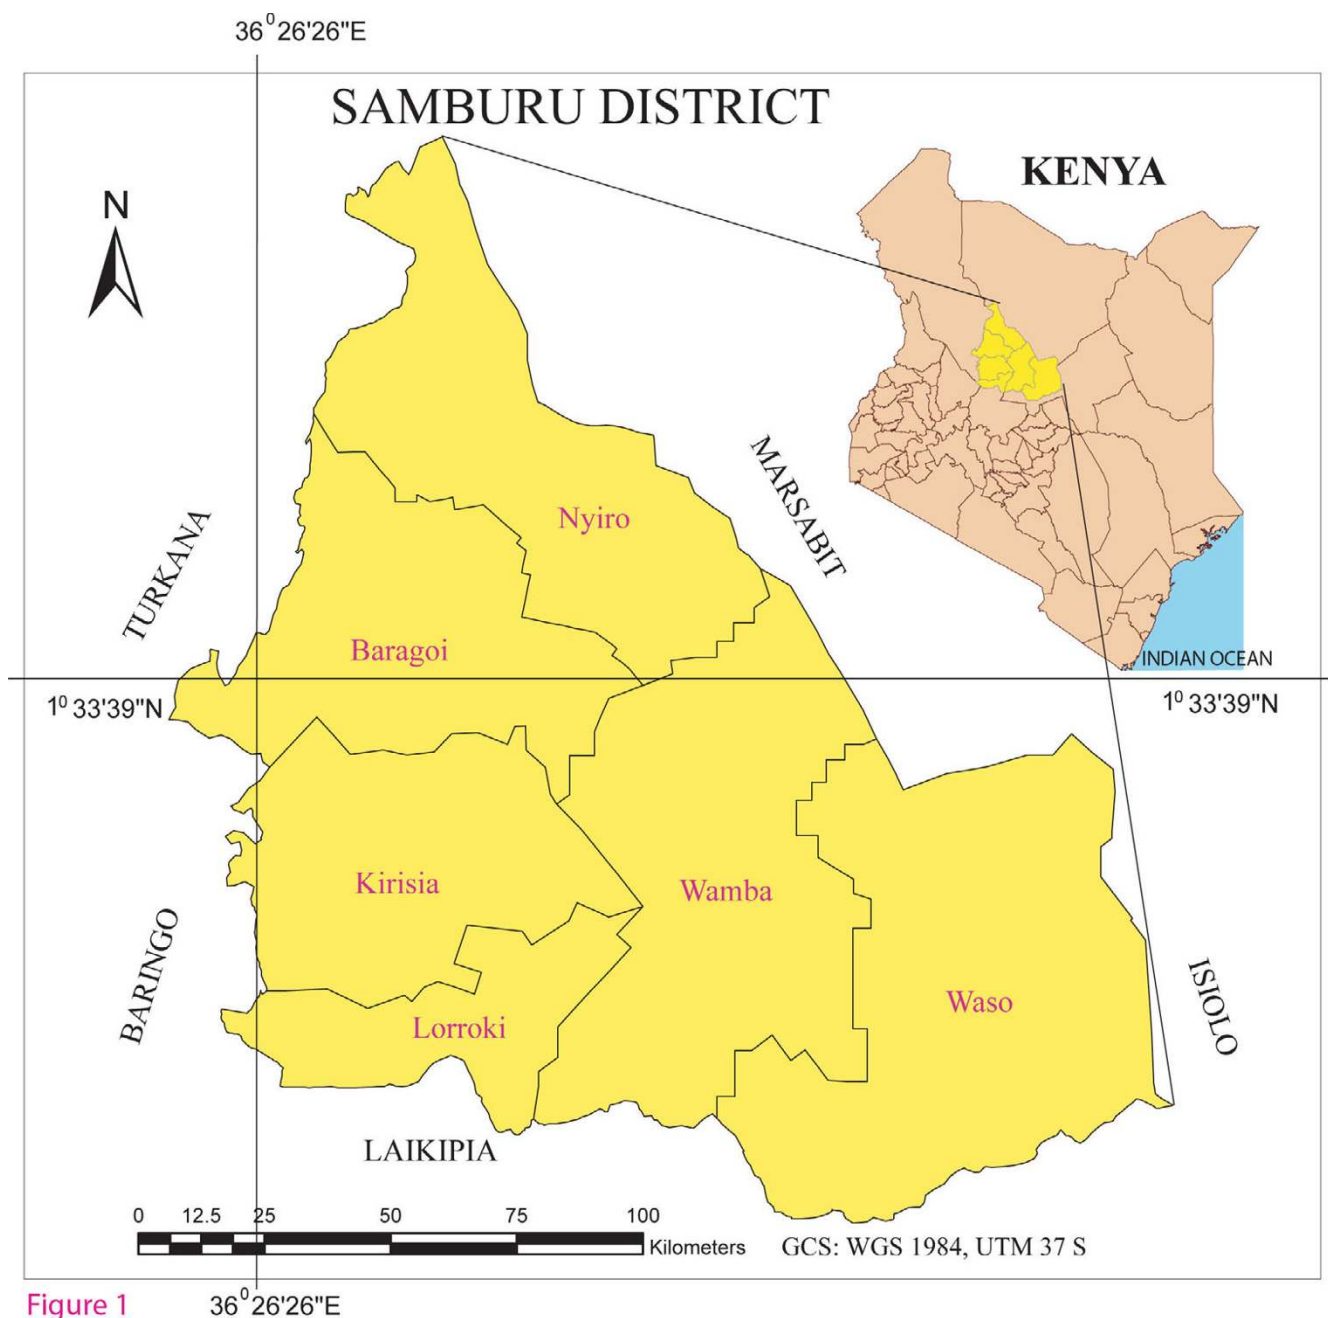 36⁰26'26"E
SAMBURU DISTRICT
KENYA
N
MARSABIT
Nyiro
TURKANA
Baragoi
INDIAN OCEAN
1⁰ 33'39"N
1⁰ 33'39"N
Kirisia
Wamba
BARINGO
Waso
ISIOLO
Lorroki
LAIKIPIA
0 12.5 25 50 75 100
Kilometers
GCS: WGS 1984, UTM 37 S
Figure 1
36⁰26'26"E